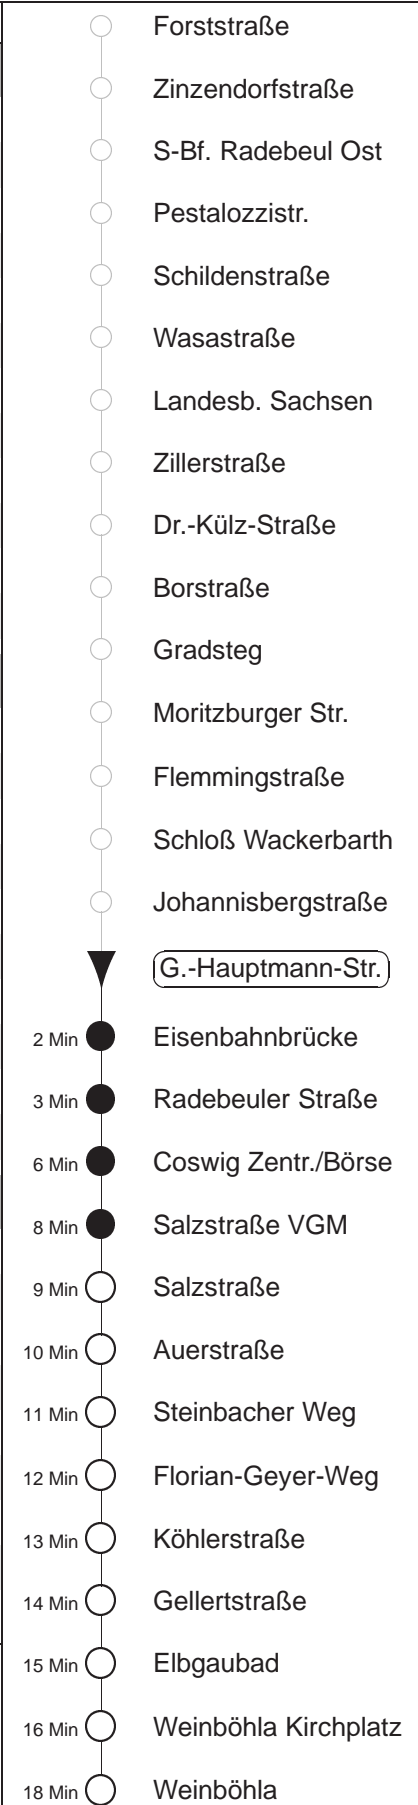 Forststraße
Zinzendorfstraße
S-Bf. Radebeul Ost
Pestalozzistr.
Schildenstraße
Wasastraße
Landesb. Sachsen
Zillerstraße
Dr.-Külz-Straße
Borstraße
Gradsteg
Moritzburger Str.
Flemmingstraße
Schloß Wackerbarth
Johannisbergstraße
G.-Hauptmann-Str.
2 Min Eisenbahnbrücke
3 Min Radebeuler Straße
6 Min Coswig Zentr./Börse
8 Min Salzstraße VGM
9 Min Salzstraße
10 Min Auerstraße
11 Min Steinbacher Weg
12 Min Florian-Geyer-Weg
13 Min Köhlerstraße
14 Min Gellertstraße
15 Min Elbgaubad
16 Min Weinböhla Kirchplatz
18 Min Weinböhla